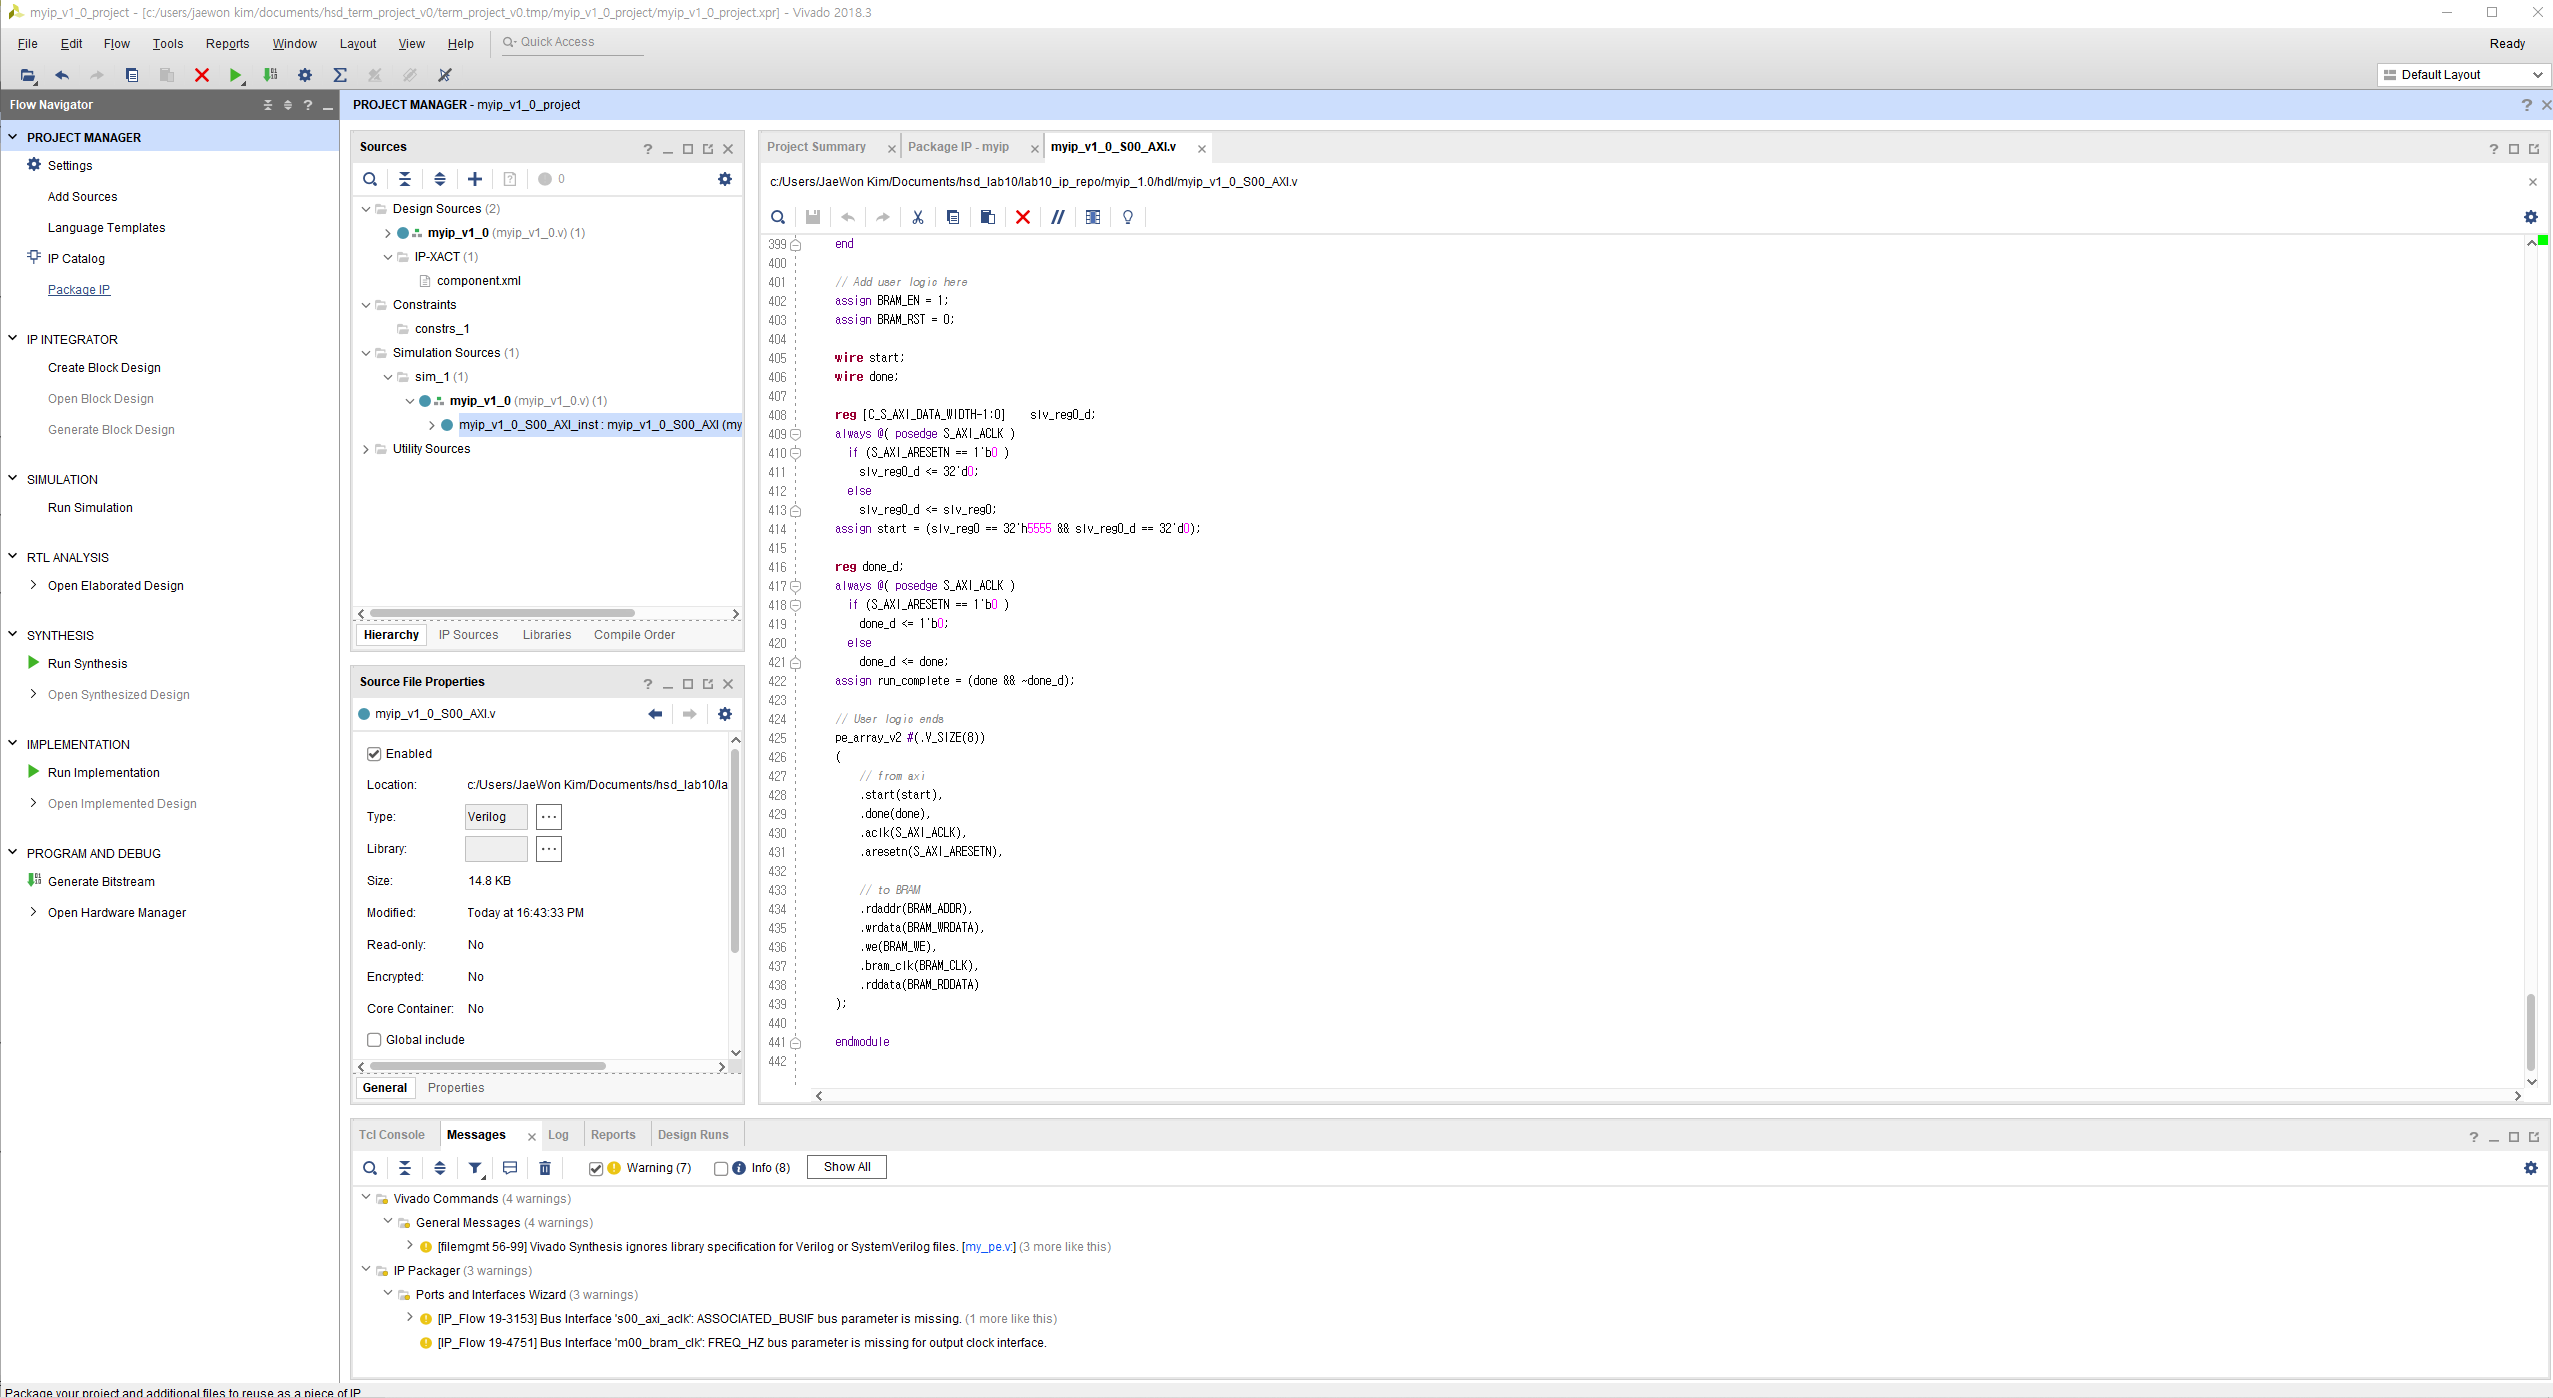 myip_v1_0_project - [c:/users/jaewon kim/documents/hsd_term_project_v0/term_project_v0.tmp/myip_v1_0_project/myip_v1_0_project.xpr] - Vivado 2018.3
File Edit Flow Tools Reports Window Layout View Help Quick Access Ready
Default Layout
Flow Navigator
PROJECT MANAGER
Settings
Add Sources
Language Templates
IP Catalog
Package IP
IP INTEGRATOR
Create Block Design
Open Block Design
Generate Block Design
SIMULATION
Run Simulation
RTL ANALYSIS
Open Elaborated Design
SYNTHESIS
Run Synthesis
Open Synthesized Design
IMPLEMENTATION
Run Implementation
Open Implemented Design
PROGRAM AND DEBUG
Generate Bitstream
Open Hardware Manager
PROJECT MANAGER - myip_v1_0_project
Sources
0
Design Sources (2)
myip_v1_0 (myip_v1_0.v) (1)
IP-XACT (1)
component.xml
Constraints
constrs_1
Simulation Sources (1)
sim_1 (1)
myip_v1_0 (myip_v1_0.v) (1)
myip_v1_0_S00_AXI_inst : myip_v1_0_S00_AXI (my
Utility Sources
Hierarchy IP Sources Libraries Compile Order
Source File Properties
myip_v1_0_S00_AXI.v
Enabled
Location: c:/Users/JaeWon Kim/Documents/hsd_lab10/la
Type: Verilog
Library:
Size: 14.8 KB
Modified: Today at 16:43:33 PM
Read-only: No
Encrypted: No
Core Container: No
Global include
General Properties
Project Summary Package IP - myip myip_v1_0_S00_AXI.v
c:/Users/JaeWon Kim/Documents/hsd_lab10/lab10_ip_repo/myip_1.0/hdl/myip_v1_0_S00_AXI.v
399 end
400
401 // Add user logic here
402 assign BRAM_EN = 1;
403 assign BRAM_RST = 0;
404
405 wire start;
406 wire done;
407
408 reg [C_S_AXI_DATA_WIDTH-1:0] slv_reg0_d;
409 always @( posedge S_AXI_ACLK )
410 if (S_AXI_ARESETN == 1'b0 )
411 slv_reg0_d <= 32'd0;
412 else
413 slv_reg0_d <= slv_reg0;
414 assign start = (slv_reg0 == 32'h5555 && slv_reg0_d == 32'd0);
415
416 reg done_d;
417 always @( posedge S_AXI_ACLK )
418 if (S_AXI_ARESETN == 1'b0 )
419 done_d <= 1'b0;
420 else
421 done_d <= done;
422 assign run_complete = (done && ~done_d);
423
424 // User logic ends
425 pe_array_v2 #(.V_SIZE(8))
426 (
427 // from axi
428 .start(start),
429 .done(done),
430 .aclk(S_AXI_ACLK),
431 .aresetn(S_AXI_ARESETN),
432
433 // to BRAM
434 .rdaddr(BRAM_ADDR),
435 .wrdata(BRAM_WRDATA),
436 .we(BRAM_WE),
437 .bram_clk(BRAM_CLK),
438 .rddata(BRAM_RDDATA)
439 );
440
441 endmodule
442
Tcl Console Messages Log Reports Design Runs
Warning (7) Info (8) Show All
Vivado Commands (4 warnings)
General Messages (4 warnings)
[filemgmt 56-99] Vivado Synthesis ignores library specification for Verilog or SystemVerilog files. [my_pe.v:] (3 more like this)
IP Packager (3 warnings)
Ports and Interfaces Wizard (3 warnings)
[IP_Flow 19-3153] Bus Interface 's00_axi_aclk': ASSOCIATED_BUSIF bus parameter is missing. (1 more like this)
[IP_Flow 19-4751] Bus Interface 'm00_bram_clk': FREQ_HZ bus parameter is missing for output clock interface.
Package your project and additional files to reuse as a piece of IP